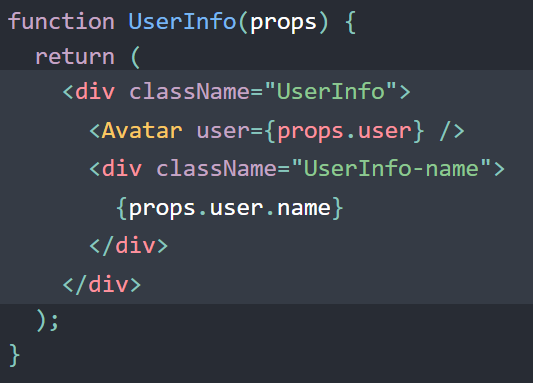 function UserInfo(props) {
  return (
    <div className="UserInfo">
      <Avatar user={props.user} />
      <div className="UserInfo-name">
        {props.user.name}
      </div>
    </div>
  );
}